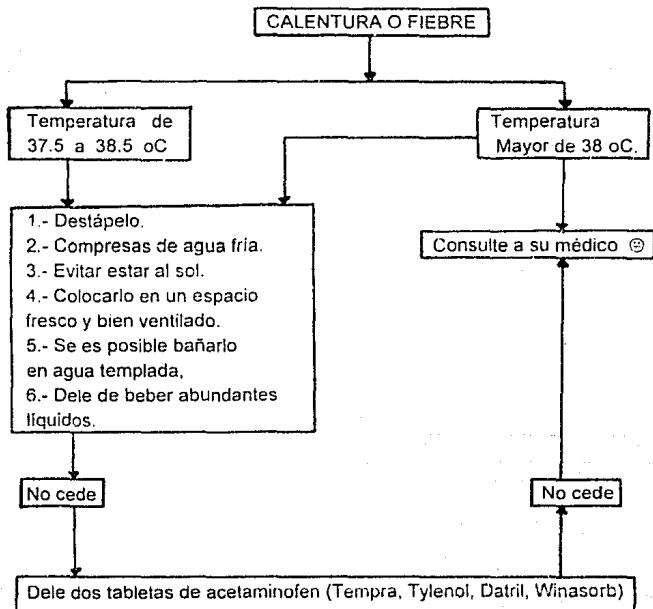 CALENTURA O FIEBRE
Temperatura de
37.5 a 38.5 oC
Temperatura
Mayor de 38 oC.
1.- Destápelo.
2.- Compresas de agua fría.
3.- Evitar estar al sol.
4.- Colocarlo en un espacio
fresco y bien ventilado.
5.- Se es posible bañarlo
en agua templada,
6.- Dele de beber abundantes
líquidos.
Consulte a su médico ☺
No cede
No cede
Dele dos tabletas de acetaminofen (Tempra, Tylenol, Datril, Winasorb)